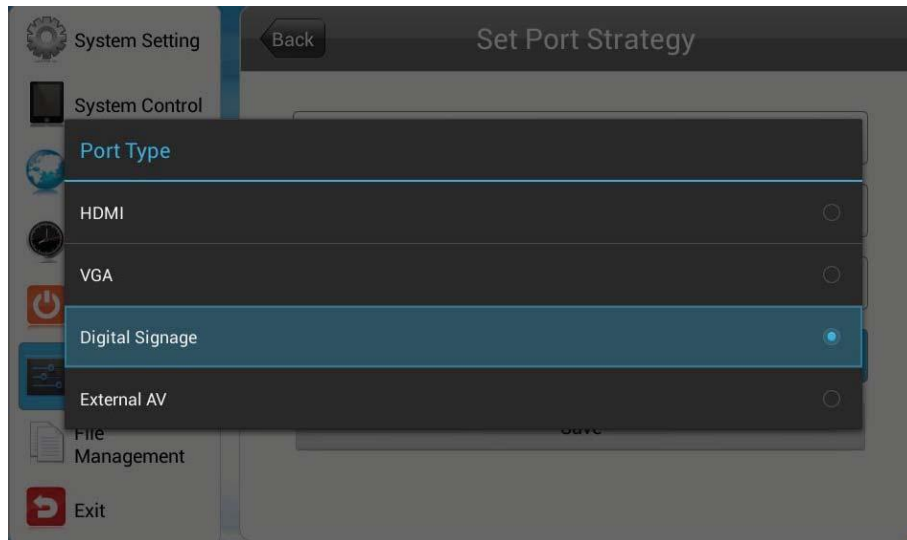 System Setting
Back
Set Port Strategy
System Control
Port Type
HDMI
VGA
Digital Signage
External AV
File
Management
Exit